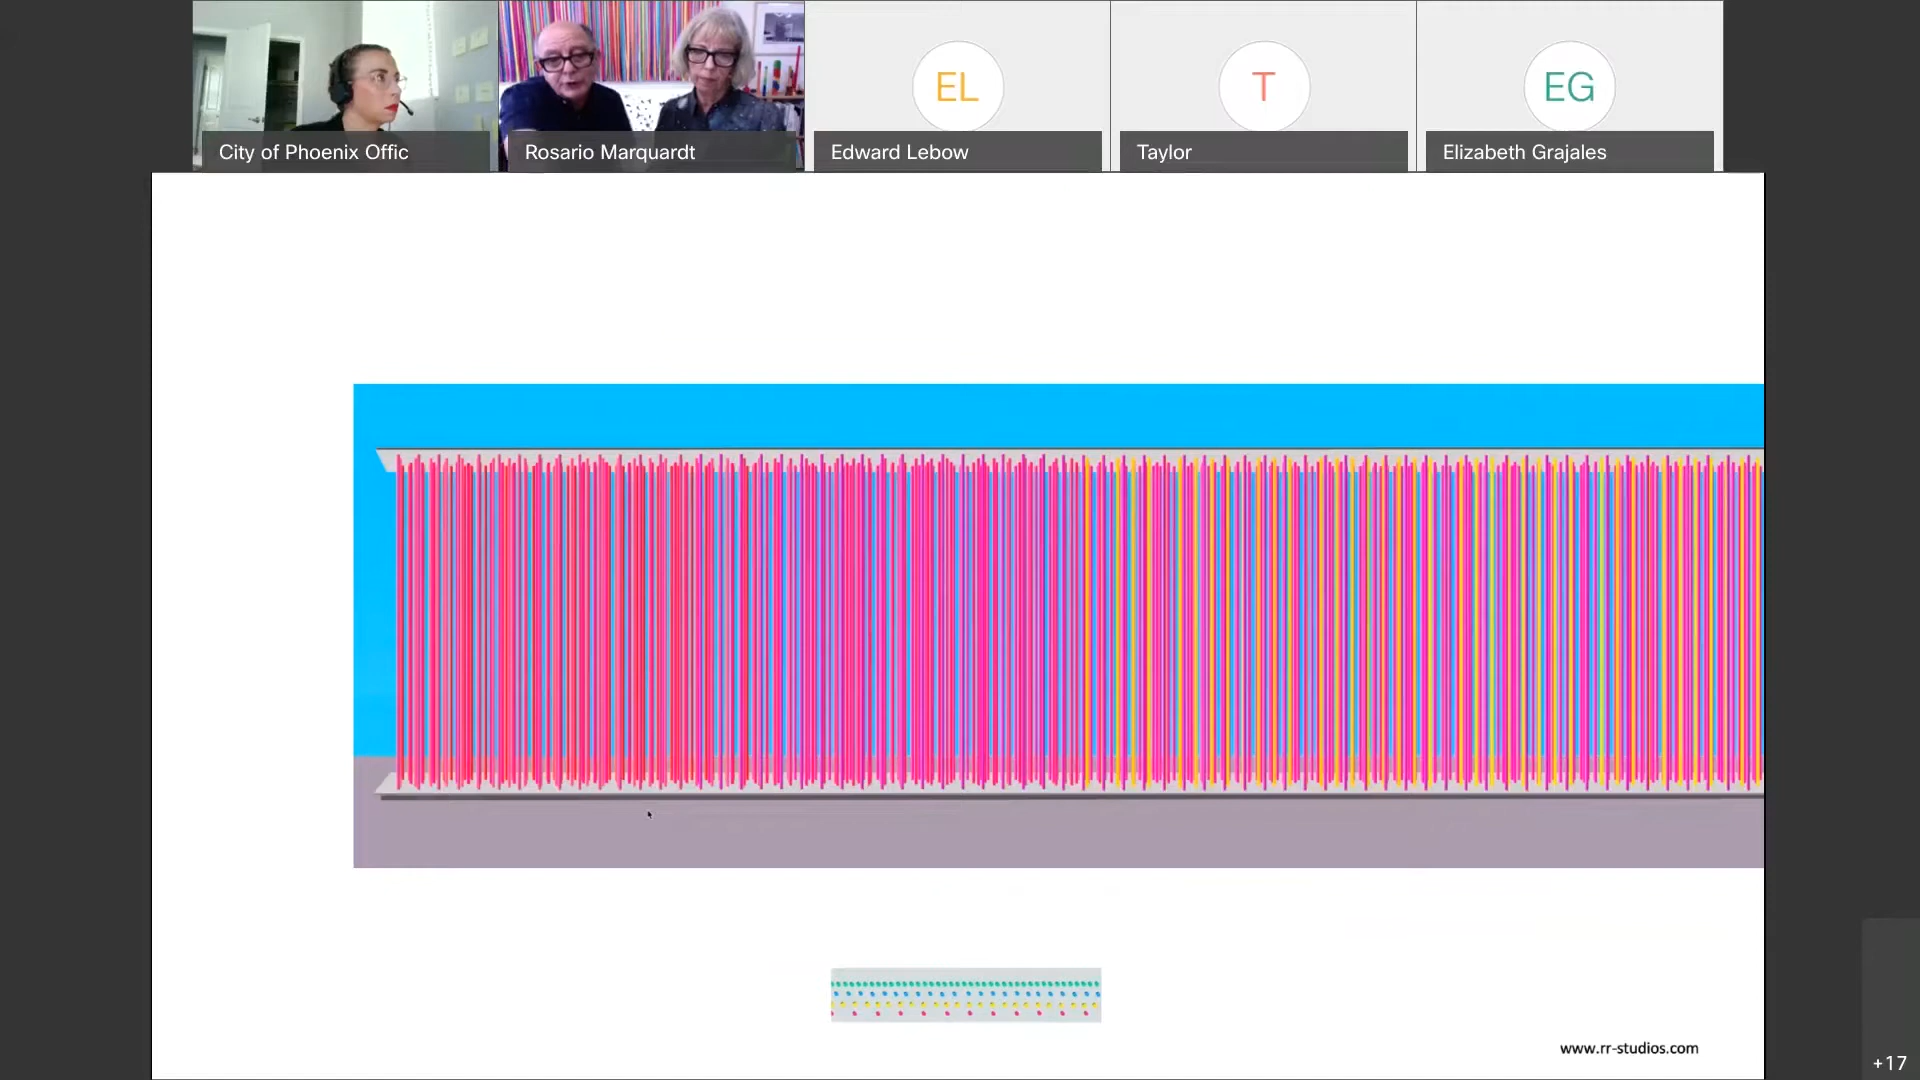 City of Phoenix Offic
Rosario Marquardt
EL
Edward Lebow
T
Taylor
EG
Elizabeth Grajales
www.rr-studios.com
+17